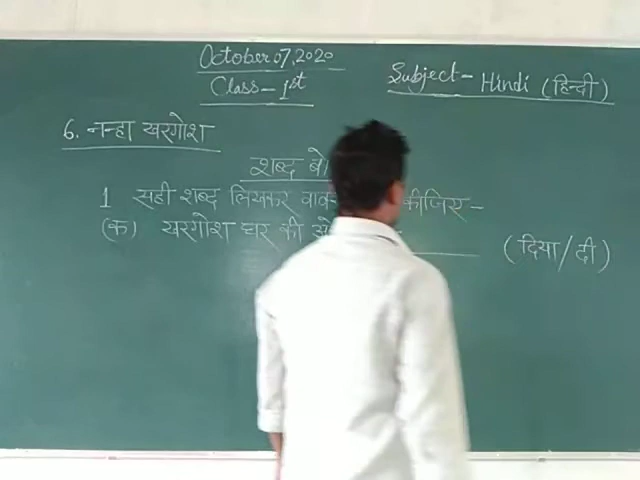 October 07, 2020
Class - 1st
Subject - Hindi (हिन्दी)
6. नन्हा खरगोश
शब्द
1 सही शब्द लिखकर कीजिए -
(क) खरगोश घर की (दिया / दी)